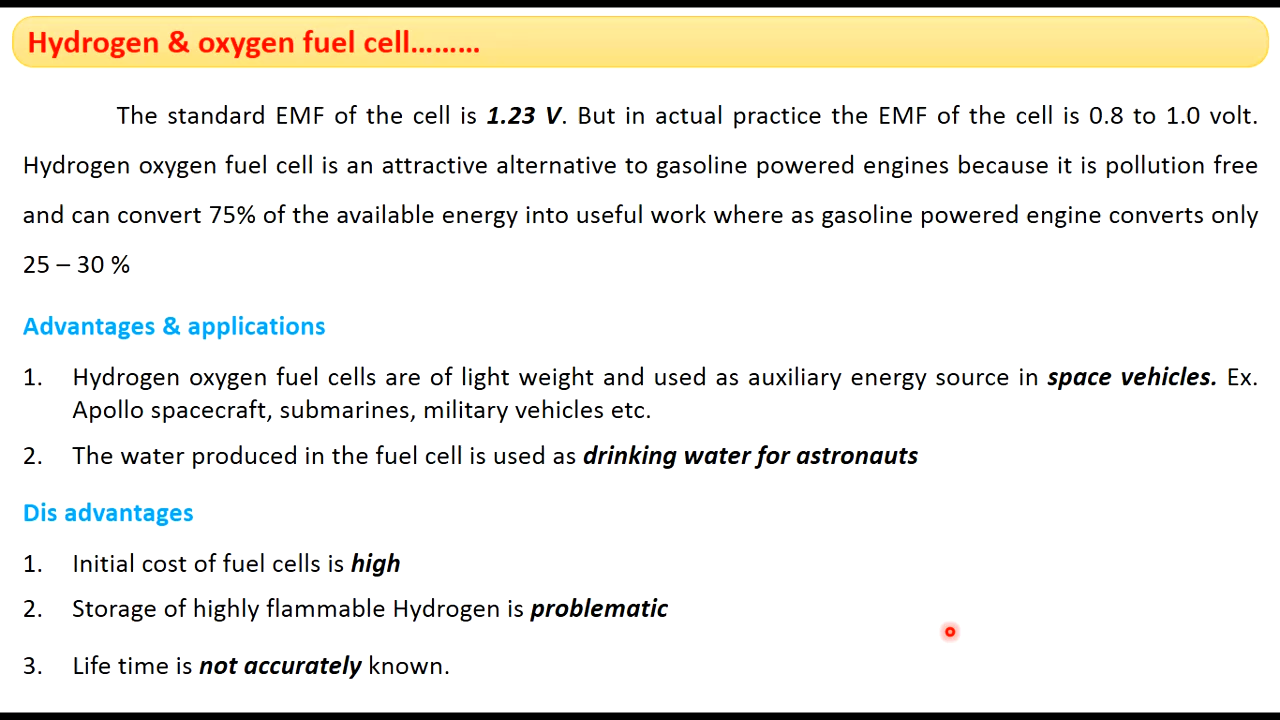 Hydrogen & oxygen fuel cell………
The standard EMF of the cell is 1.23 V. But in actual practice the EMF of the cell is 0.8 to 1.0 volt.
Hydrogen oxygen fuel cell is an attractive alternative to gasoline powered engines because it is pollution free
and can convert 75% of the available energy into useful work where as gasoline powered engine converts only
25 – 30 %
Advantages & applications
1. Hydrogen oxygen fuel cells are of light weight and used as auxiliary energy source in space vehicles. Ex.
Apollo spacecraft, submarines, military vehicles etc.
2. The water produced in the fuel cell is used as drinking water for astronauts
Dis advantages
1. Initial cost of fuel cells is high
2. Storage of highly flammable Hydrogen is problematic
3. Life time is not accurately known.